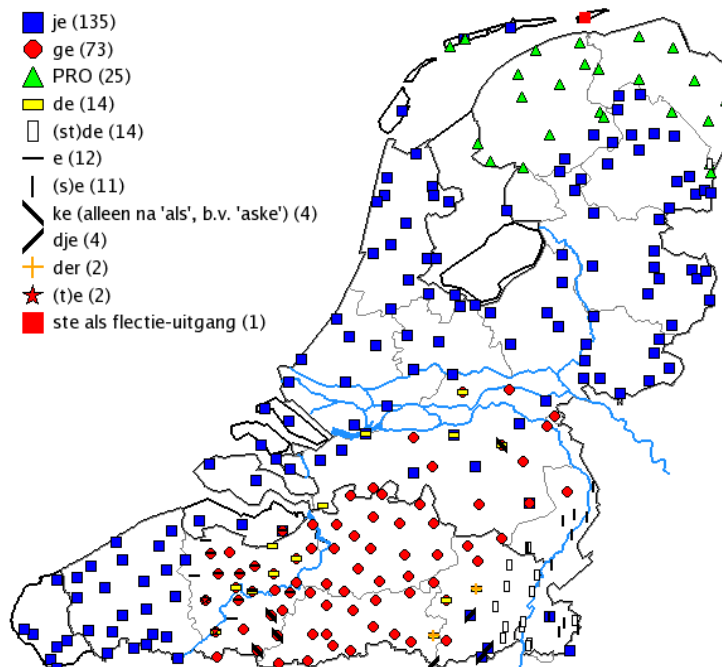 je (135)
ge (73)
PRO (25)
de (14)
(st)de (14)
e (12)
(s)e (11)
ke (alleen na 'als', b.v. 'aske') (4)
dje (4)
der (2)
(t)e (2)
ste als flectie-uitgang (1)